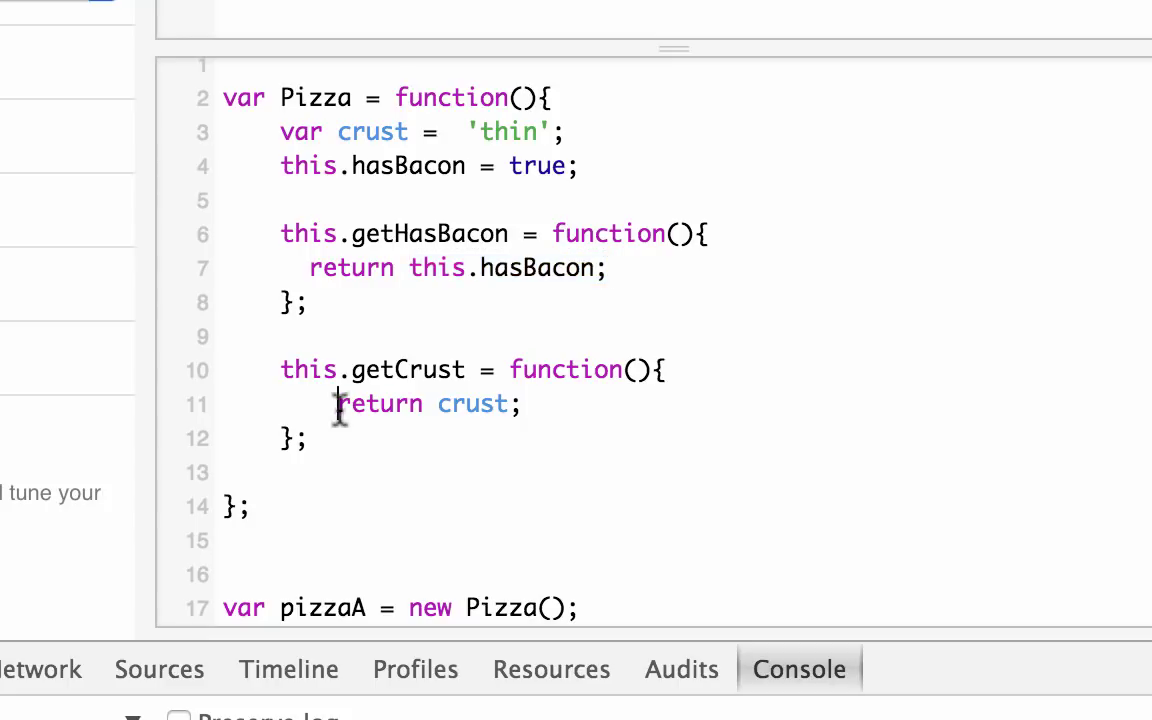 1
2 var Pizza = function(){
3 var crust =  'thin';
4 this.hasBacon = true;
5
6 this.getHasBacon = function(){
7 return this.hasBacon;
8 };
9
10 this.getCrust = function(){
11 return crust;
12 };
13
l tune your
14 };
15
16
17 var pizzaA = new Pizza();
etwork Sources Timeline Profiles Resources Audits Console
Preserve log